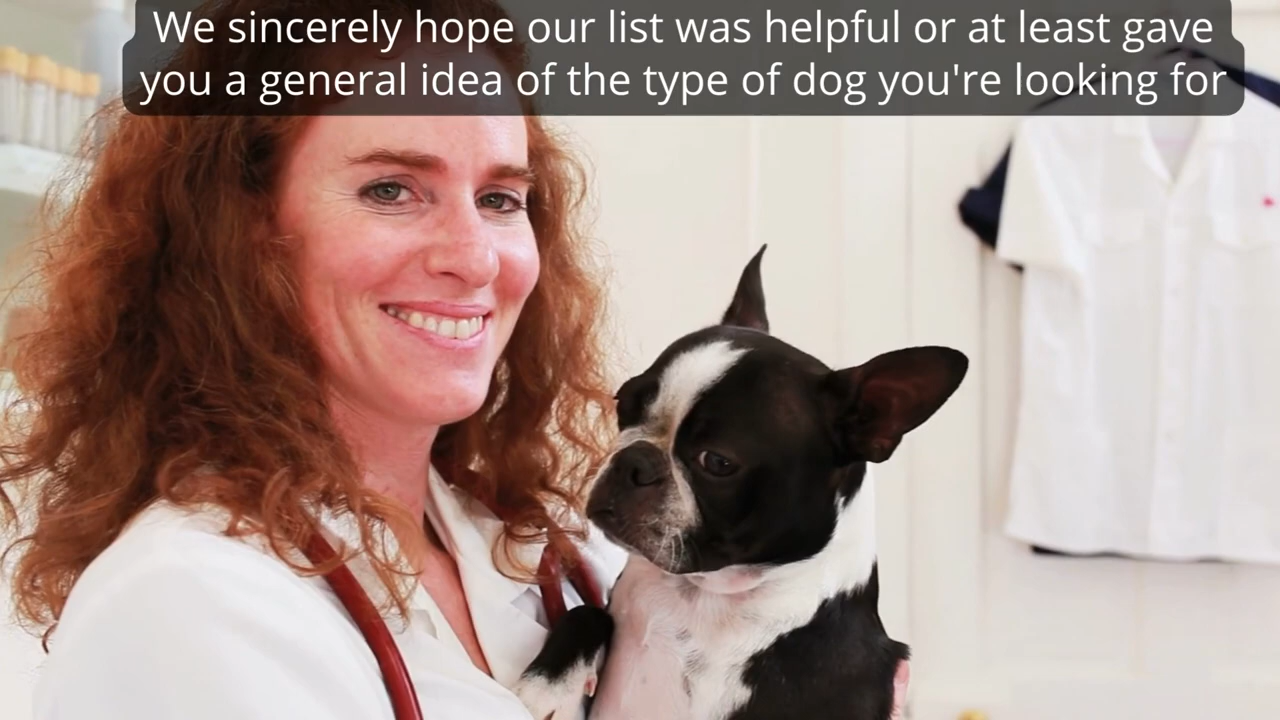 We sincerely hope our list was helpful or at least gave
you a general idea of the type of dog you're looking for